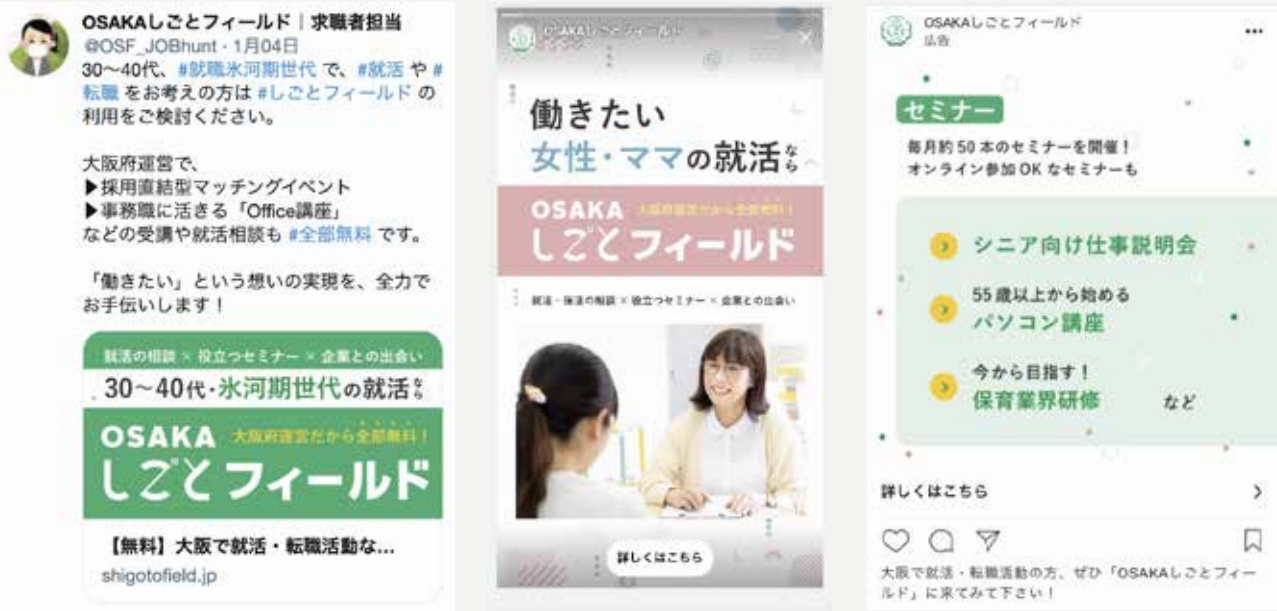 OSAKAしごとフィールド｜求職者担当
@OSF_JOBhunt・1月04日
30〜40代、#就職氷河期世代 で、#就活 や #
転職 をお考えの方は #しごとフィールド の
利用をご検討ください。
大阪府運営で、
▶採用直結型マッチングイベント
▶事務職に活きる「Office講座」
などの受講や就活相談も #全部無料 です。
「働きたい」という想いの実現を、全力で
お手伝いします！
就活の相談 × 役立つセミナー × 企業との出会い
30〜40代・氷河期世代の就活なら
OSAKA 大阪府運営だから全部無料！
しごとフィールド
【無料】大阪で就活・転職活動な...
shigotofield.jp
OSAKAしごとフィールド
働きたい
女性・ママの就活なら
OSAKA 大阪府運営だから全部無料！
しごとフィールド
就活・保活の相談 × 役立つセミナー × 企業との出会い
詳しくはこちら
OSAKAしごとフィールド
広告
セミナー
毎月約50本のセミナーを開催！
オンライン参加OKなセミナーも
シニア向け仕事説明会
55歳以上から始める
パソコン講座
今から目指す！
保育業界研修 など
詳しくはこちら
大阪で就活・転職活動の方、ぜひ「OSAKAしごとフィー
ルド」に来てみて下さい！